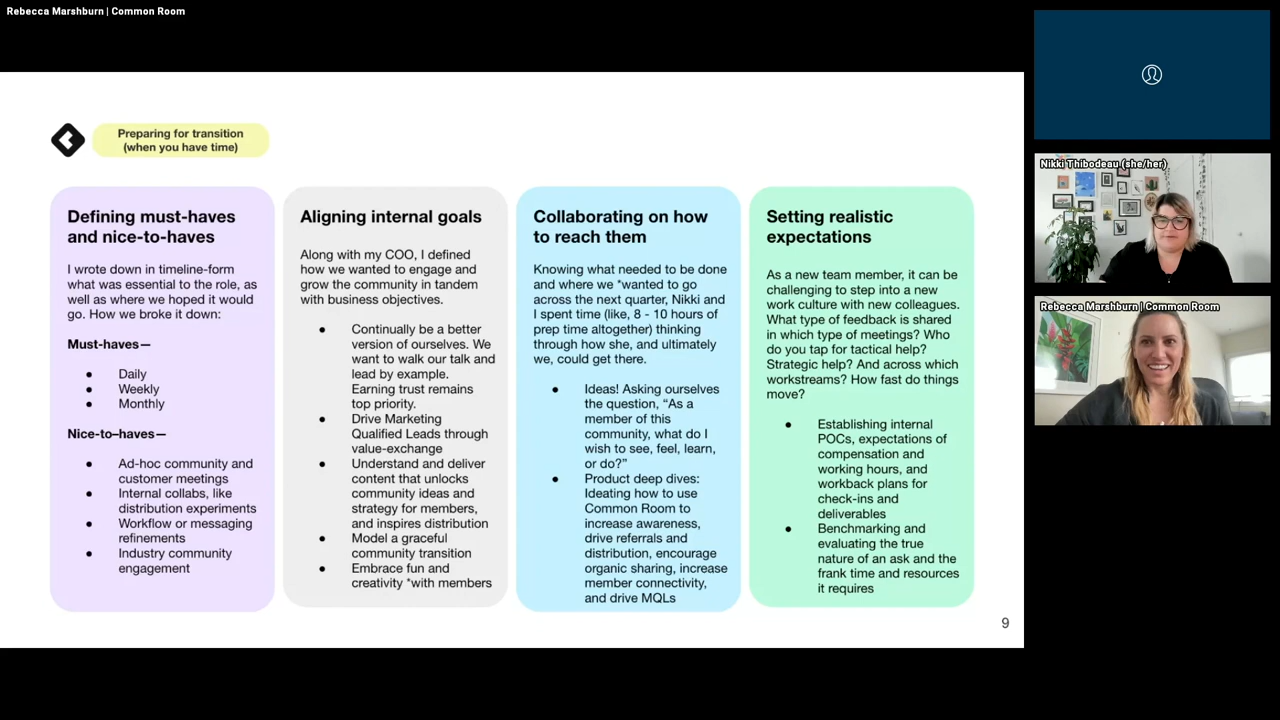 Rebecca Marshburn | Common Room
Preparing for transition
(when you have time)
Defining must-haves
and nice-to-haves
I wrote down in timeline-form
what was essential to the role, as
well as where we hoped it would
go. How we broke it down:
Must-haves—
● Daily
● Weekly
● Monthly
Nice-to–haves—
● Ad-hoc community and
customer meetings
● Internal collabs, like
distribution experiments
● Workflow or messaging
refinements
● Industry community
engagement
Aligning internal goals
Along with my COO, I defined
how we wanted to engage and
grow the community in tandem
with business objectives.
● Continually be a better
version of ourselves. We
want to walk our talk and
lead by example.
Earning trust remains
top priority.
● Drive Marketing
Qualified Leads through
value-exchange
● Understand and deliver
content that unlocks
community ideas and
strategy for members,
and inspires distribution
● Model a graceful
community transition
● Embrace fun and
creativity *with members
Collaborating on how
to reach them
Knowing what needed to be done
and where we *wanted to go
across the next quarter, Nikki and
I spent time (like, 8 - 10 hours of
prep time altogether) thinking
through how she, and ultimately
we, could get there.
● Ideas! Asking ourselves
the question, “As a
member of this
community, what do I
wish to see, feel, learn,
or do?”
● Product deep dives:
Ideating how to use
Common Room to
increase awareness,
drive referrals and
distribution, encourage
organic sharing, increase
member connectivity,
and drive MQLs
Setting realistic
expectations
As a new team member, it can be
challenging to step into a new
work culture with new colleagues.
What type of feedback is shared
in which type of meetings? Who
do you tap for tactical help?
Strategic help? And across which
workstreams? How fast do things
move?
● Establishing internal
POCs, expectations of
compensation and
working hours, and
workback plans for
check-ins and
deliverables
● Benchmarking and
evaluating the true
nature of an ask and the
frank time and resources
it requires
9
Nikki Thibodeau (she/her)
Rebecca Marshburn | Common Room